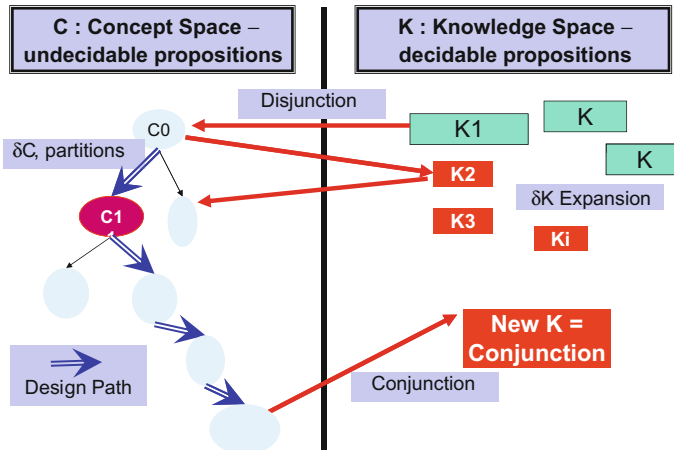 C : Concept Space –
undecidable propositions
K : Knowledge Space –
decidable propositions
Disjunction
C0
K1
K
K
δC, partitions
K2
δK Expansion
C1
K3
Ki
New K =
Conjunction
Design Path
Conjunction